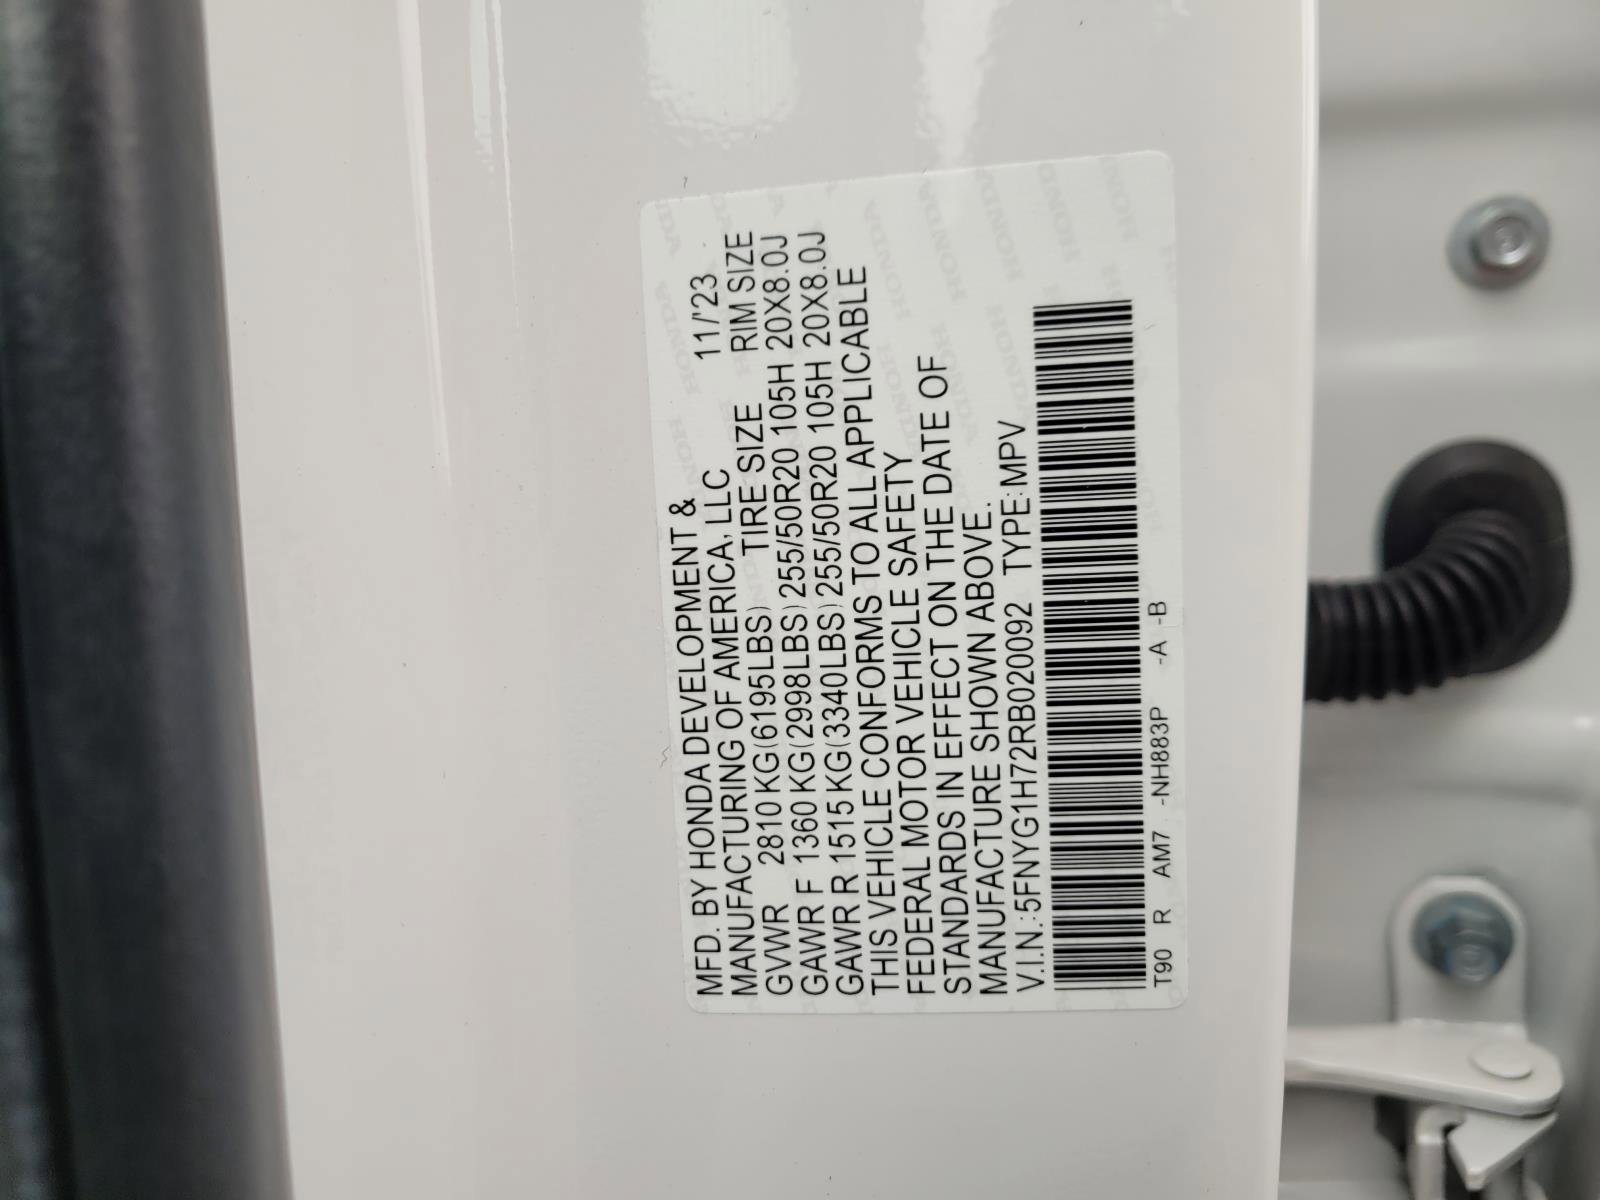 MFD. BY HONDA DEVELOPMENT &
MANUFACTURING OF AMERICA, LLC 11/'23
GVWR 2810 KG(6195LBS) TIRE SIZE RIM SIZE
GAWR F 1360 KG(2998LBS) 255/50R20 105H 20X8.0J
GAWR R 1515 KG(3340LBS) 255/50R20 105H 20X8.0J
THIS VEHICLE CONFORMS TO ALL APPLICABLE
FEDERAL MOTOR VEHICLE SAFETY
STANDARDS IN EFFECT ON THE DATE OF
MANUFACTURE SHOWN ABOVE.
V.I.N.:5FNYG1H72RB020092 TYPE:MPV
T90 R AM7 -NH883P -A -B